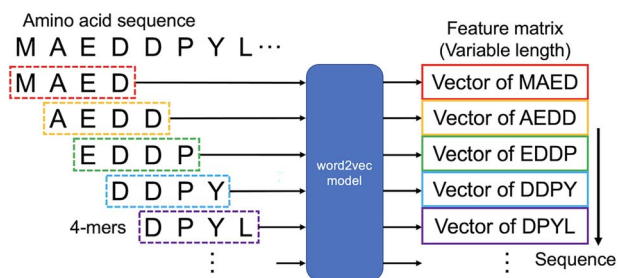 Amino acid sequence
M A E D D P Y L ...
M A E D
A E D D
E D D P
D D P Y
4-mers
D P Y L
⋮
word2vec
model
Feature matrix
(Variable length)
Vector of MAED
Vector of AEDD
Vector of EDDP
Vector of DDPY
Vector of DPYL
⋮
Sequence